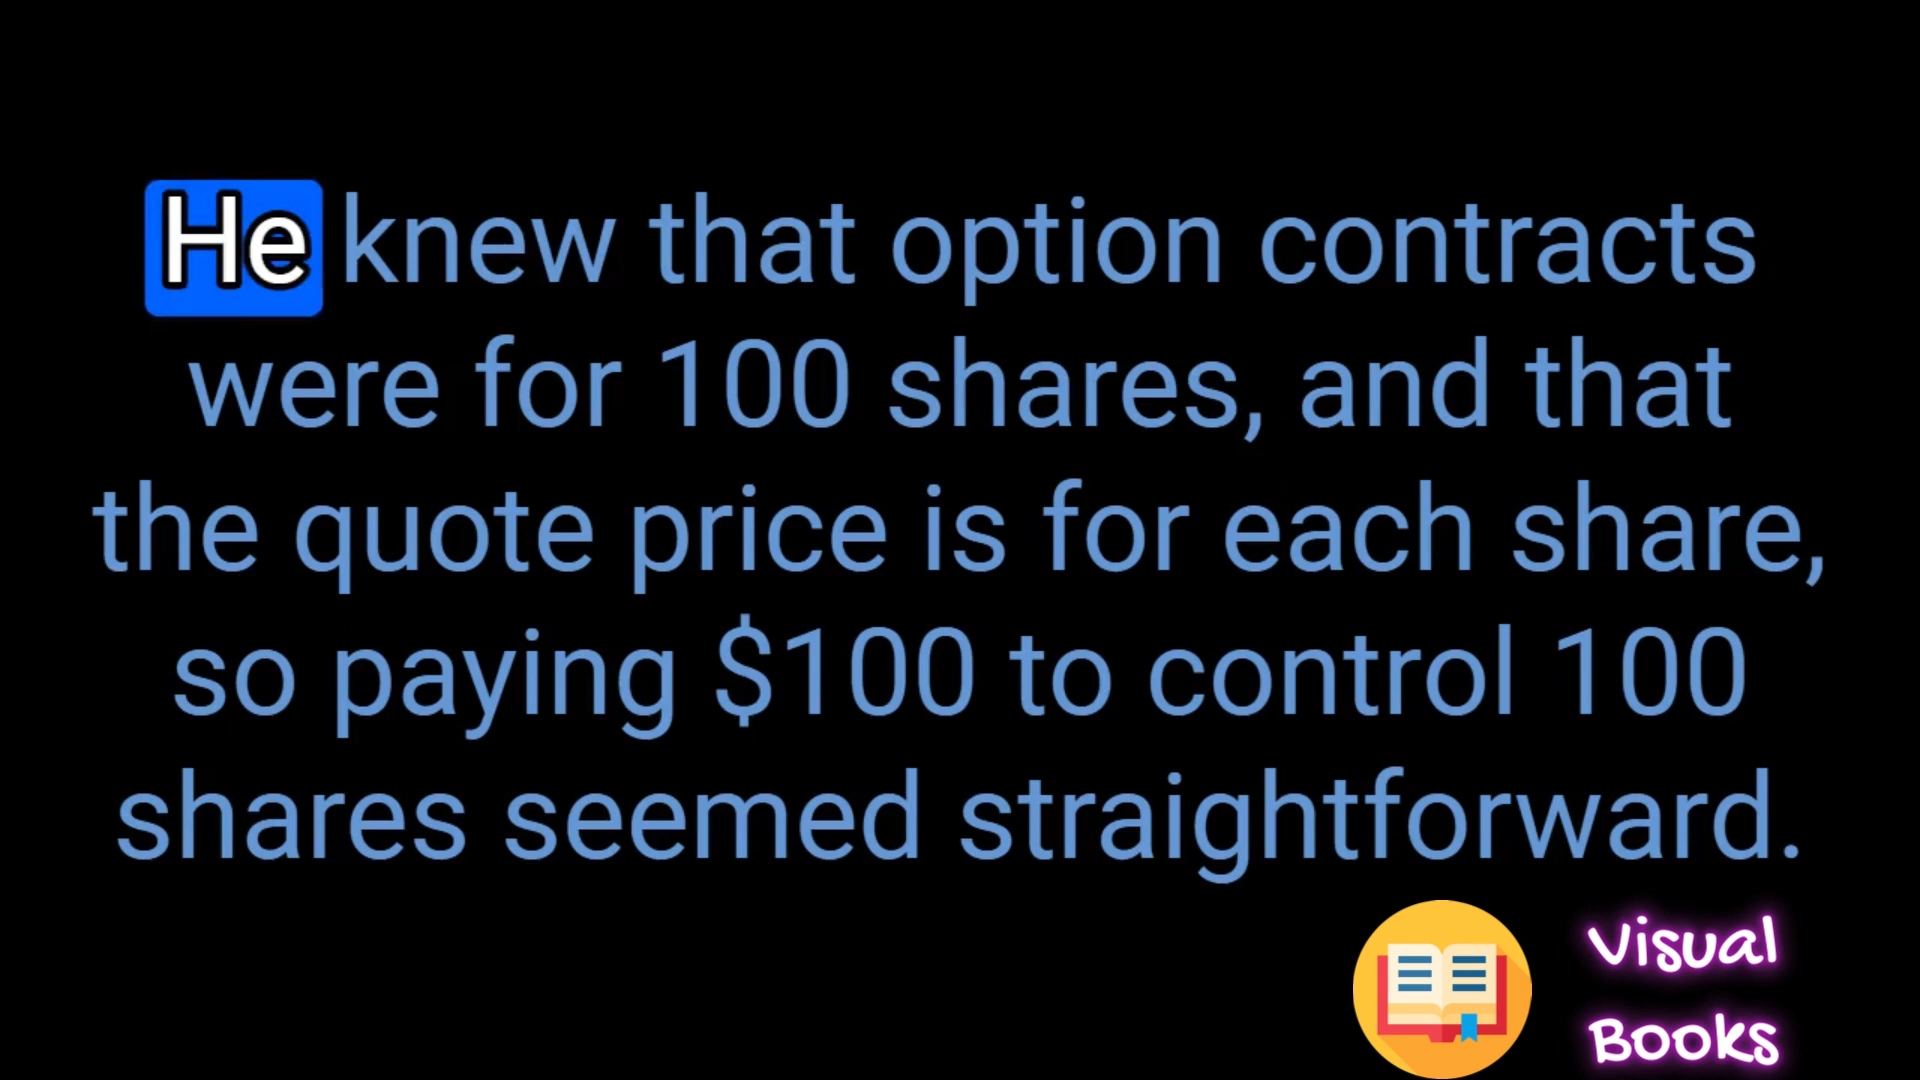 He knew that option contracts
were for 100 shares, and that
the quote price is for each share,
so paying $100 to control 100
shares seemed straightforward.
Visual
Books